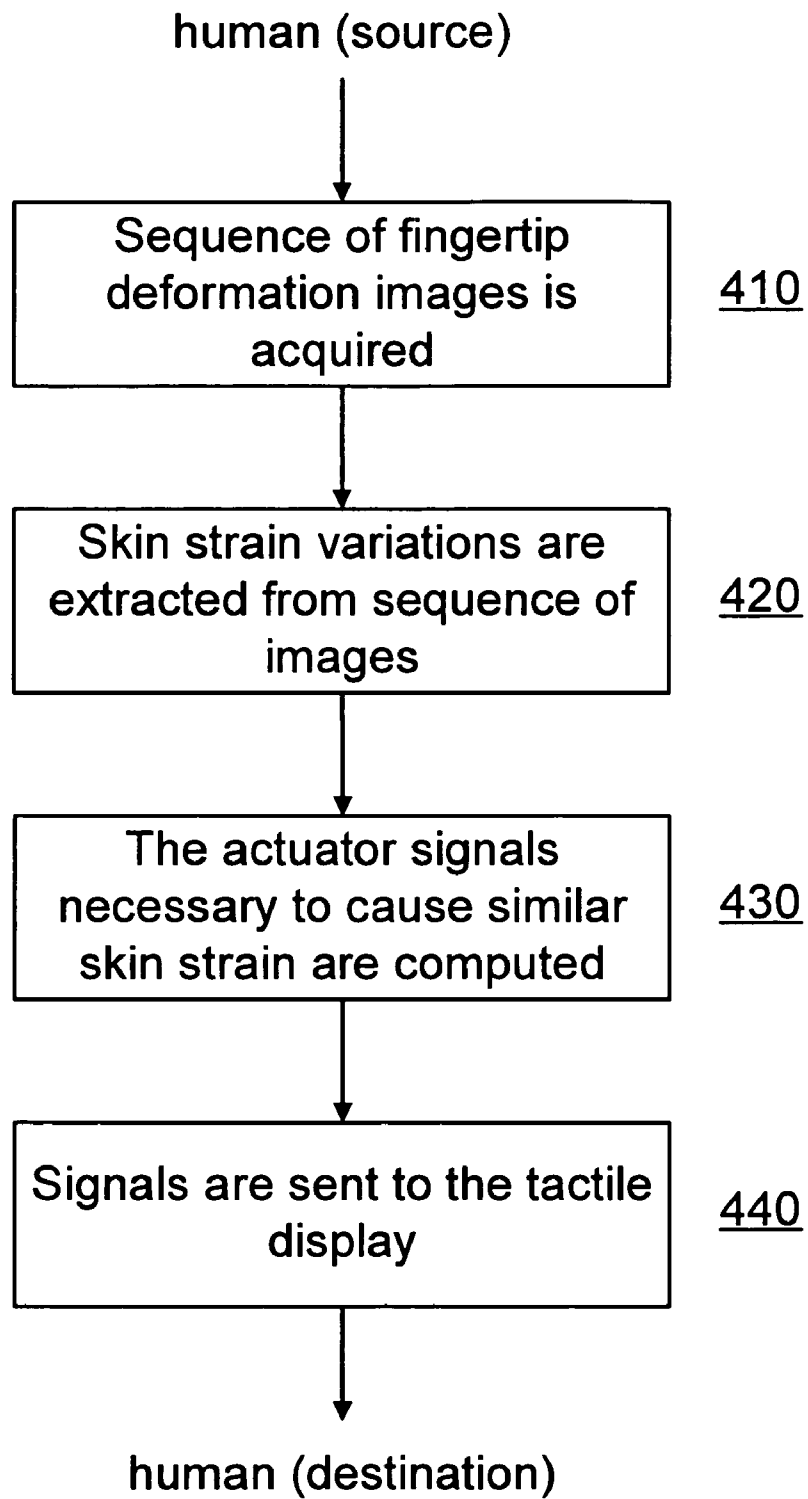 human (source)
Sequence of fingertip
deformation images is
acquired
410
Skin strain variations are
extracted from sequence of
images
420
The actuator signals
necessary to cause similar
skin strain are computed
430
Signals are sent to the tactile
display
440
human (destination)